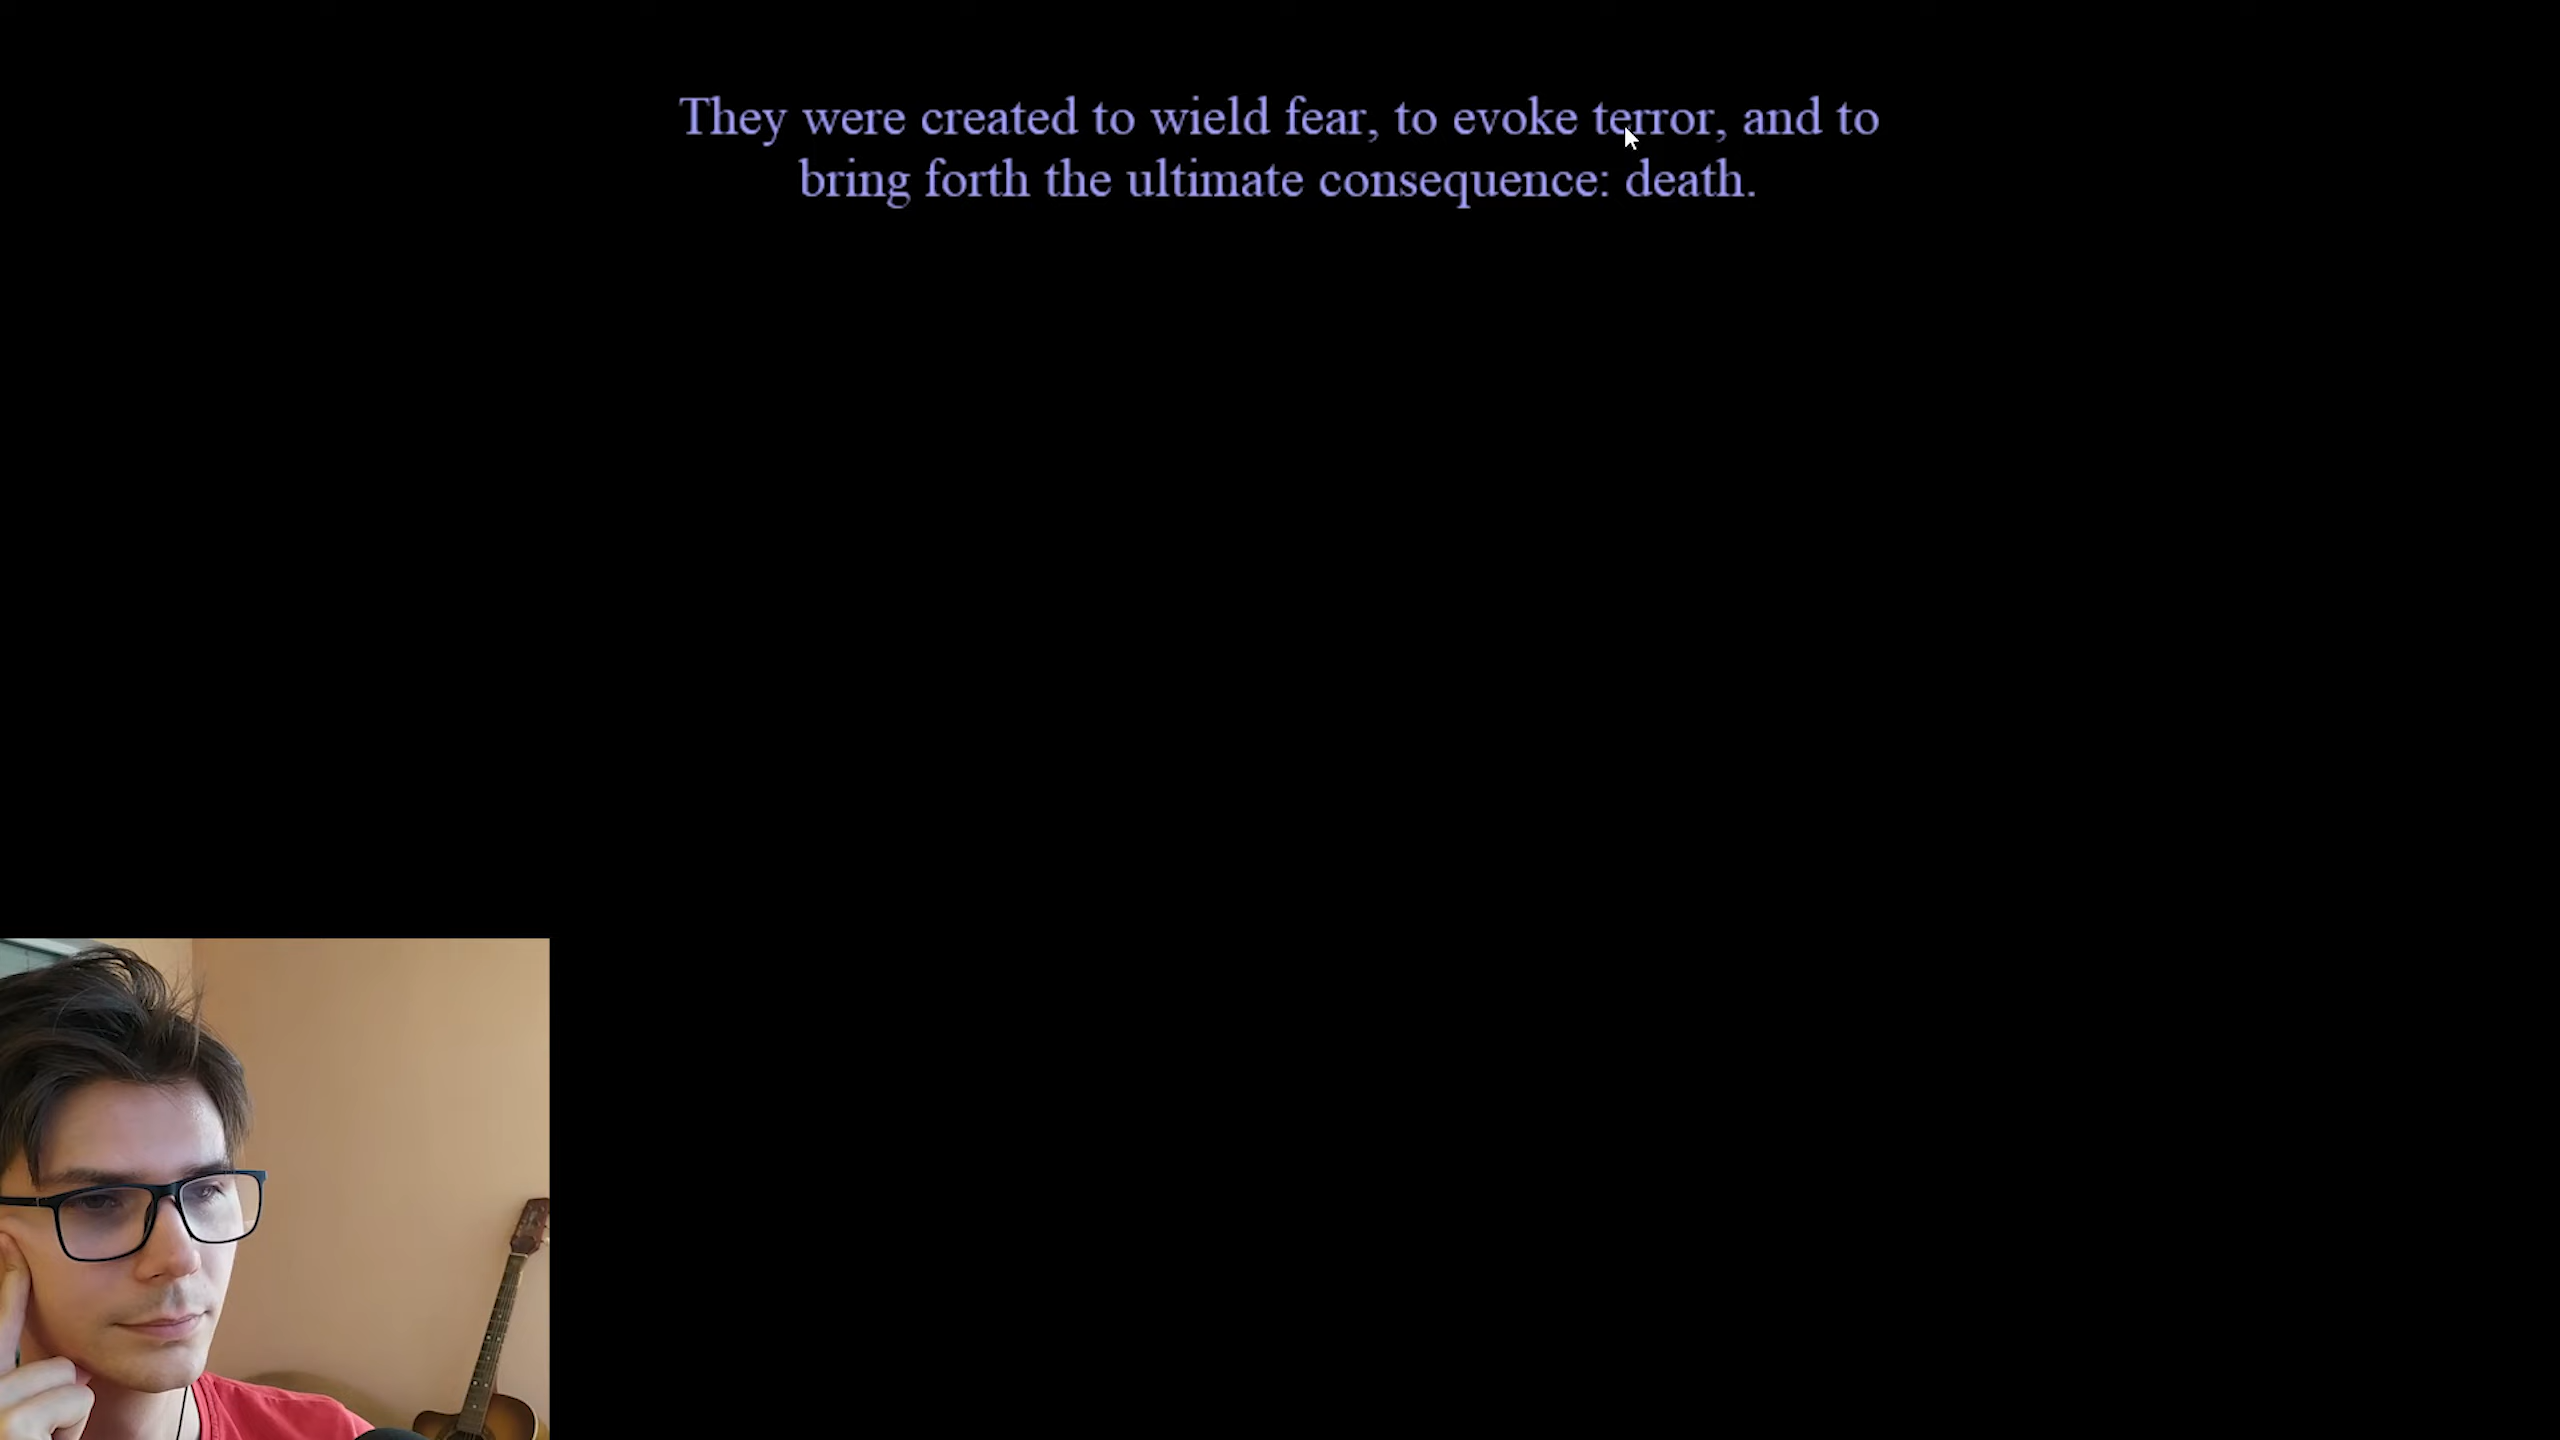 They were created to wield fear, to evoke terror, and to
bring forth the ultimate consequence: death.